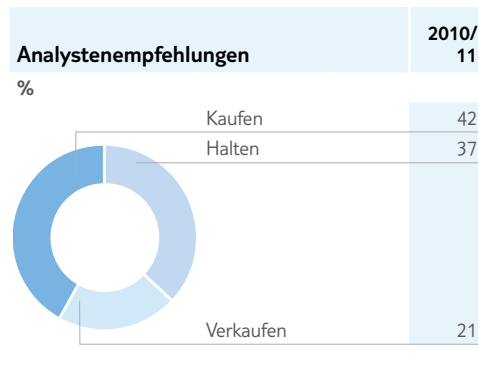 Analystenempfehlungen 2010/
11
%
Kaufen 42
Halten 37
Verkaufen 21